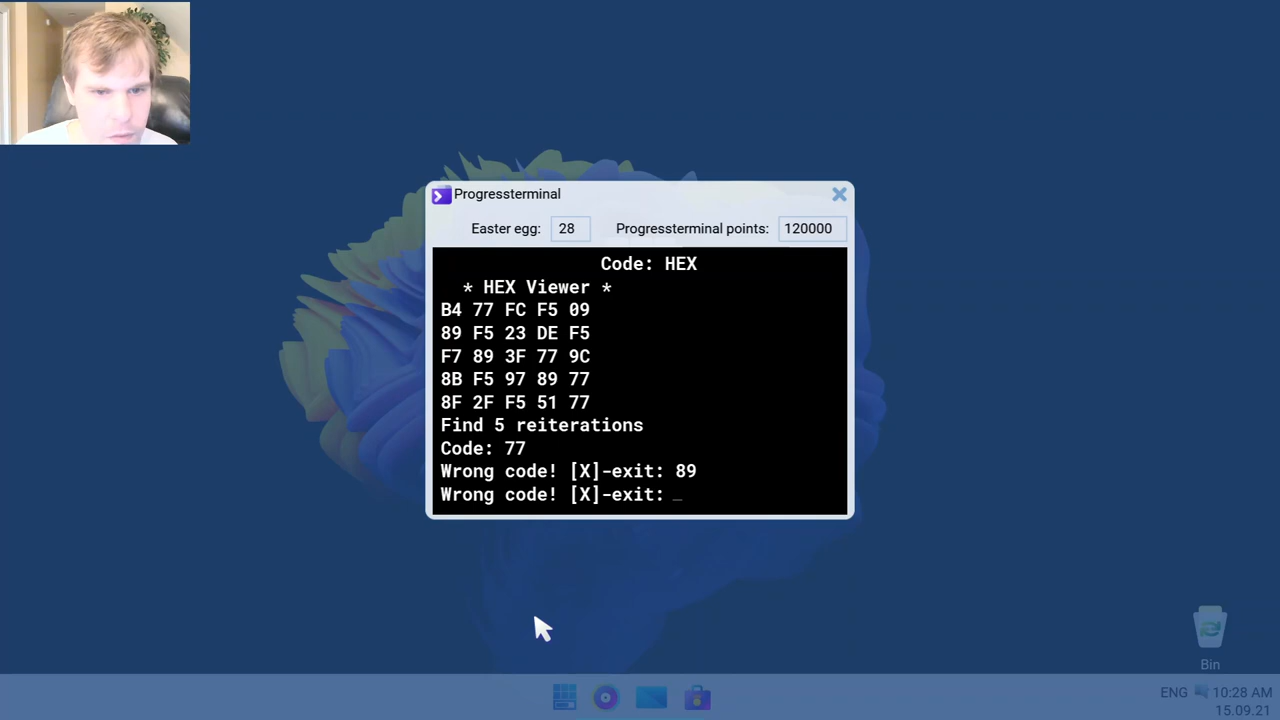 Progressterminal
Easter egg: 28 Progressterminal points: 120000
Code: HEX
* HEX Viewer *
B4 77 FC F5 09
89 F5 23 DE F5
F7 89 3F 77 9C
8B F5 97 89 77
8F 2F F5 51 77
Find 5 reiterations
Code: 77
Wrong code! [X]-exit: 89
Wrong code! [X]-exit: _
Bin
ENG 10:28 AM
15.09.21